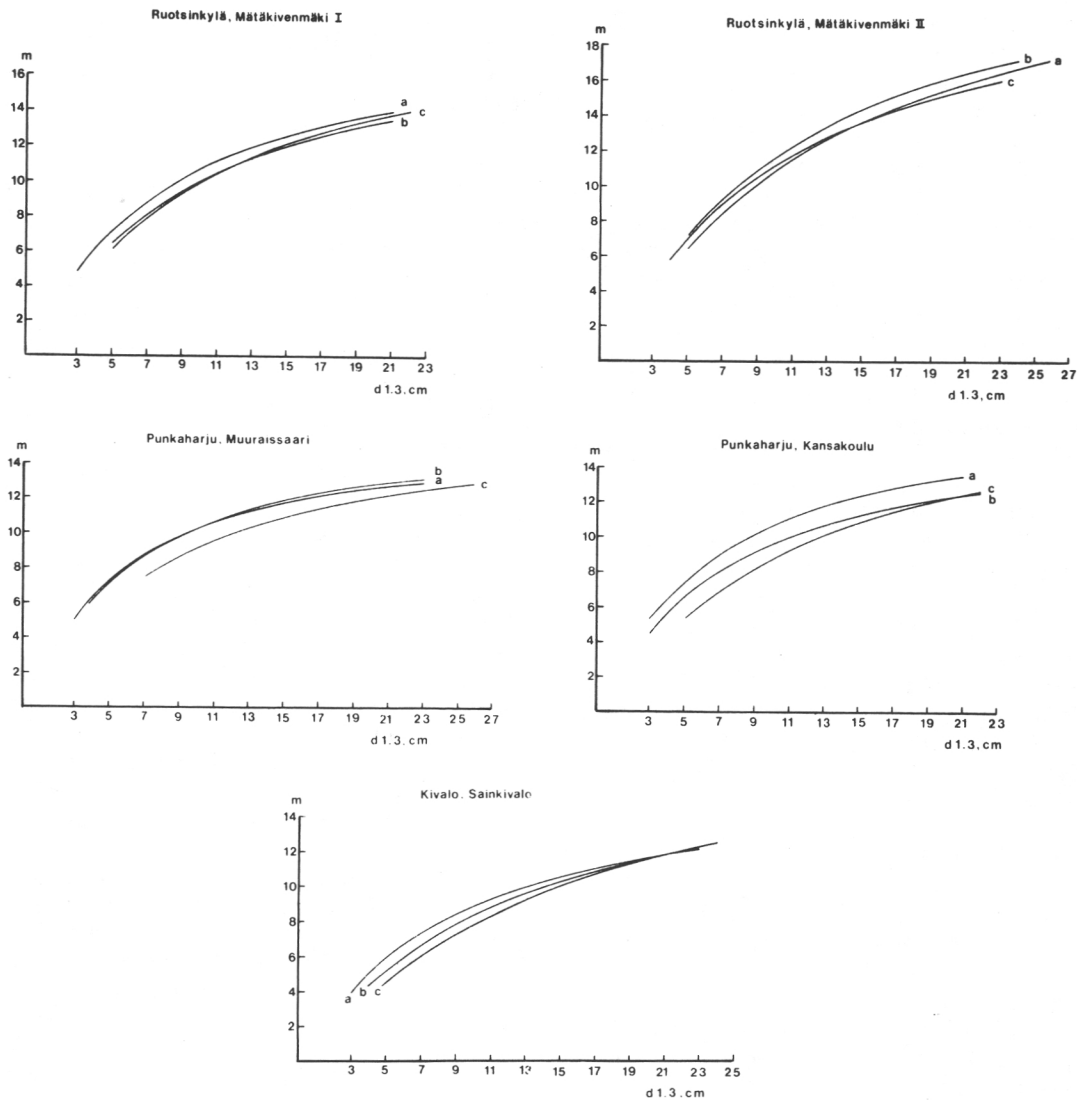 Ruotsinkylä, Mätäkivenmäki I
m
16
14
12
10
8
6
4
2
a
c
b
3 5 7 9 11 13 15 17 19 21 23
d 1.3, cm
Ruotsinkylä, Mätäkivenmäki II
m
18
16
14
12
10
8
6
4
2
b
a
c
3 5 7 9 11 13 15 17 19 21 23 25 27
d 1.3, cm
Punkaharju, Muuraissaari
m
14
12
10
8
6
4
2
b
a
c
3 5 7 9 11 13 15 17 19 21 23 25 27
d 1.3, cm
Punkaharju, Kansakoulu
m
14
12
10
8
6
4
2
a
c
b
3 5 7 9 11 13 15 17 19 21 23
d 1.3, cm
Kivalo, Sainkivalo
m
14
12
10
8
6
4
2
a b c
3 5 7 9 11 13 15 17 19 21 23 25
d 1.3, cm